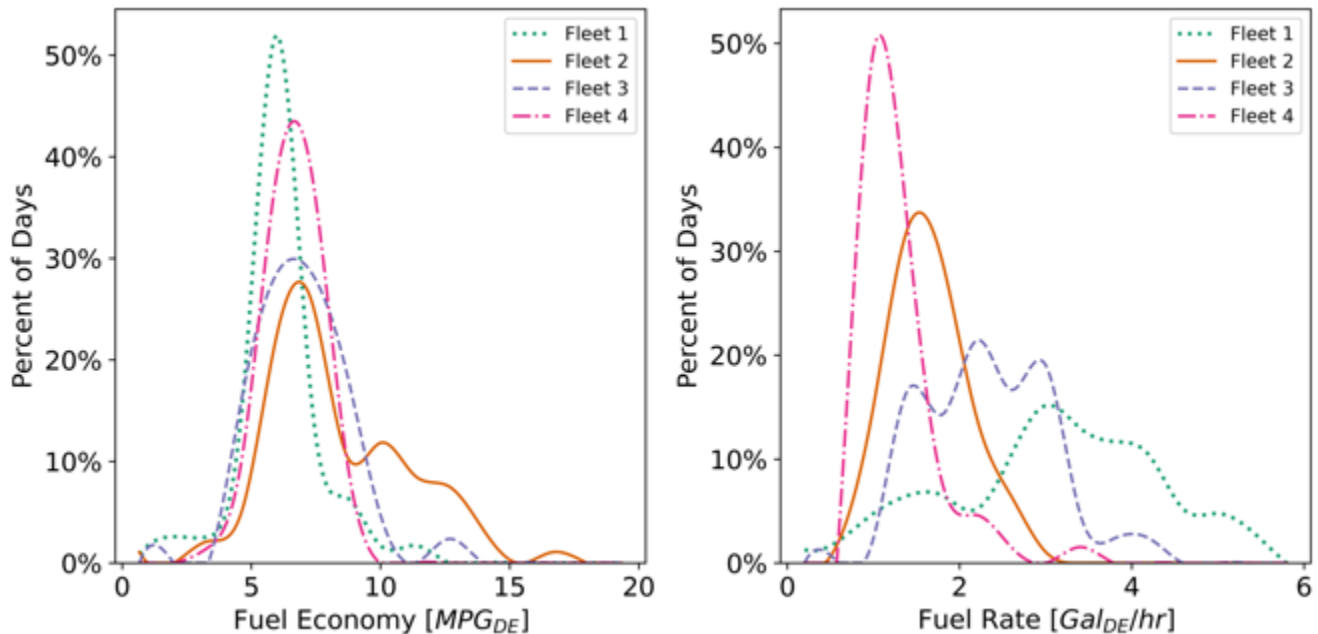 50%
40%
30%
20%
10%
0%
Percent of Days
0 5 10 15 20
Fuel Economy [MPG_DE]
Fleet 1
Fleet 2
Fleet 3
Fleet 4
50%
40%
30%
20%
10%
0%
Percent of Days
0 2 4 6
Fuel Rate [Gal_DE/hr]
Fleet 1
Fleet 2
Fleet 3
Fleet 4